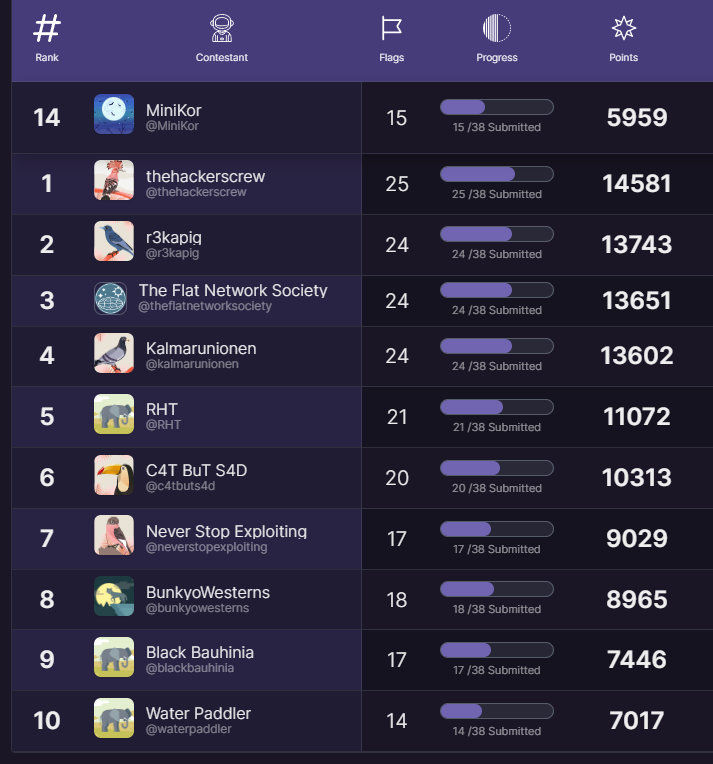 #
Rank Contestant Flags Progress Points
14 MiniKor 15 5959
@MiniKor 15 /38 Submitted
1 thehackerscrew 25 14581
@thehackerscrew 25 /38 Submitted
2 r3kapig 24 13743
@r3kapig 24 /38 Submitted
3 The Flat Network Society 24 13651
@theflatnetworksociety 24 /38 Submitted
4 Kalmarunionen 24 13602
@kalmarunionen 24 /38 Submitted
5 RHT 21 11072
@RHT 21 /38 Submitted
6 C4T BuT S4D 20 10313
@c4tbuts4d 20 /38 Submitted
7 Never Stop Exploiting 17 9029
@neverstopexploiting 17 /38 Submitted
8 BunkyoWesterns 18 8965
@bunkyowesterns 18 /38 Submitted
9 Black Bauhinia 17 7446
@blackbauhinia 17 /38 Submitted
10 Water Paddler 14 7017
@waterpaddler 14 /38 Submitted